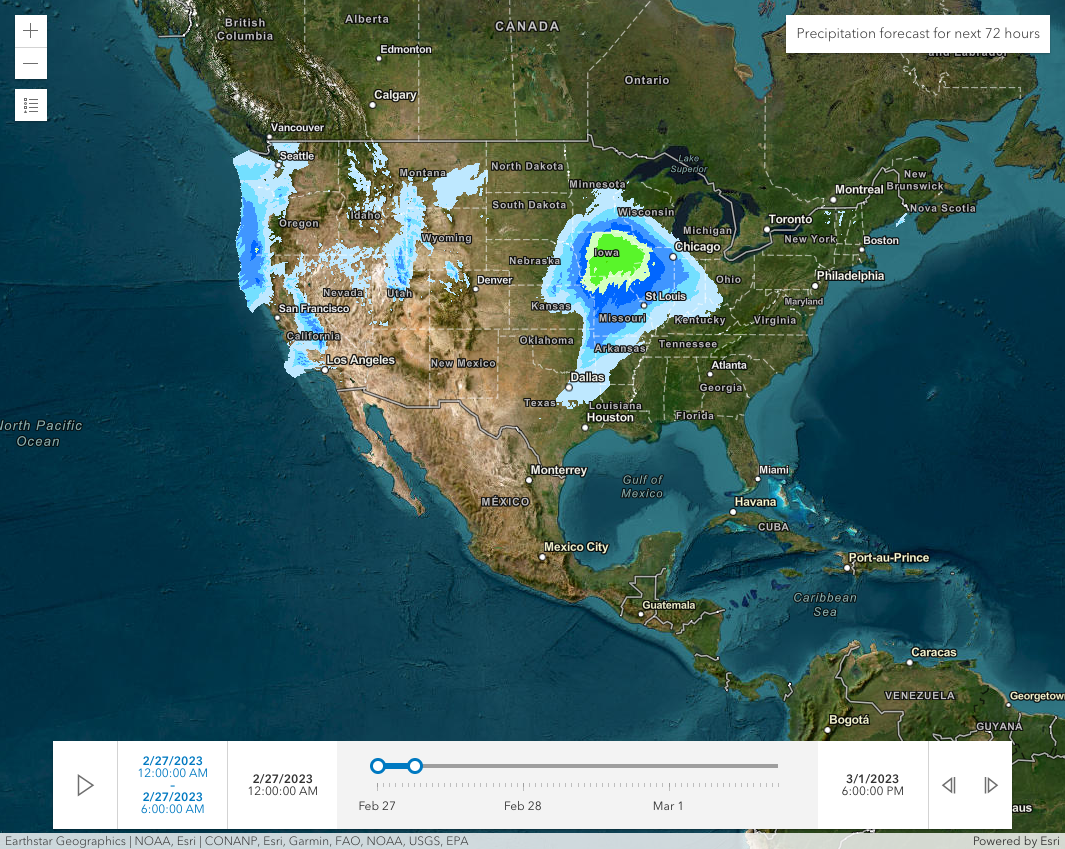 British
Columbia
Alberta
CANADA
Precipitation forecast for next 72 hours
and Labrador
Edmonton
Ontario
Calgary
Vancouver
Seattle
Lake
Superior
North Dakota
Montana
Minnesota
New
Brunswick
Montreal
South Dakota
Idaho
Wisconsin
Nova Scotia
Oregon
Toronto
Michigan
Wyoming
New York
Boston
Chicago
Iowa
Nebraska
Denver
Ohio
Philadelphia
Nevada
Utah
St Louis
Maryland
San Francisco
Kansas
Missouri
Kentucky
Virginia
California
Oklahoma
Arkansas
Tennessee
Los Angeles
New Mexico
Atlanta
Dallas
Georgia
Texas
Louisiana
Houston
Florida
North Pacific
Ocean
Monterrey
Miami
Gulf of
Mexico
MÉXICO
Havana
CUBA
Mexico City
Port-au-Prince
Caribbean
Sea
Guatemala
Caracas
VENEZUELA
Georgetown
Bogotá
GUYANA
2/27/2023
12:00:00 AM
–
2/27/2023
6:00:00 AM
2/27/2023
12:00:00 AM
Feb 27
Feb 28
Mar 1
3/1/2023
6:00:00 PM
aus
Earthstar Geographics | NOAA, Esri | CONANP, Esri, Garmin, FAO, NOAA, USGS, EPA
Powered by Esri